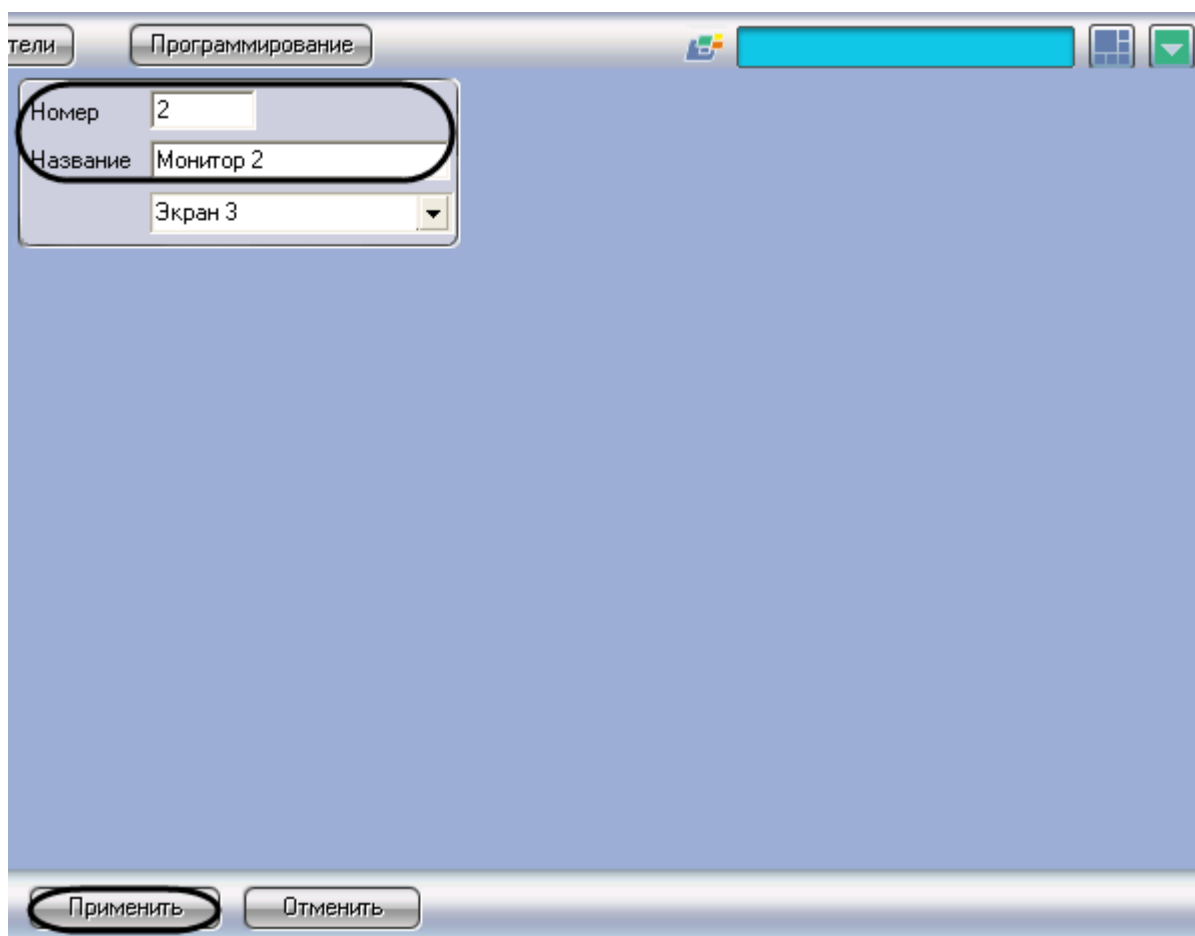 тели Программирование
Номер 2
Название Монитор 2
Экран 3
Применить Отменить